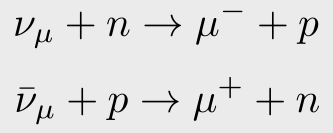 ν_μ + n → μ⁻ + p
ν̄_μ + p → μ⁺ + n